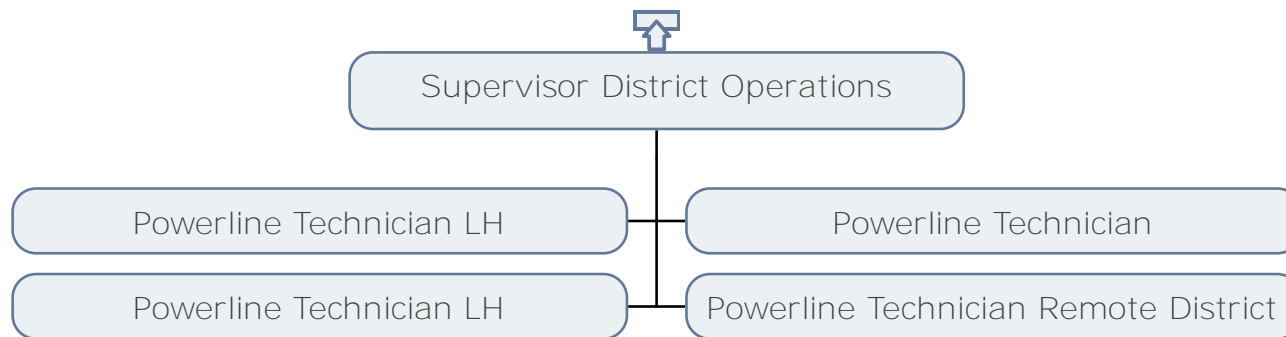 Supervisor District Operations
Powerline Technician LH
Powerline Technician
Powerline Technician LH
Powerline Technician Remote District